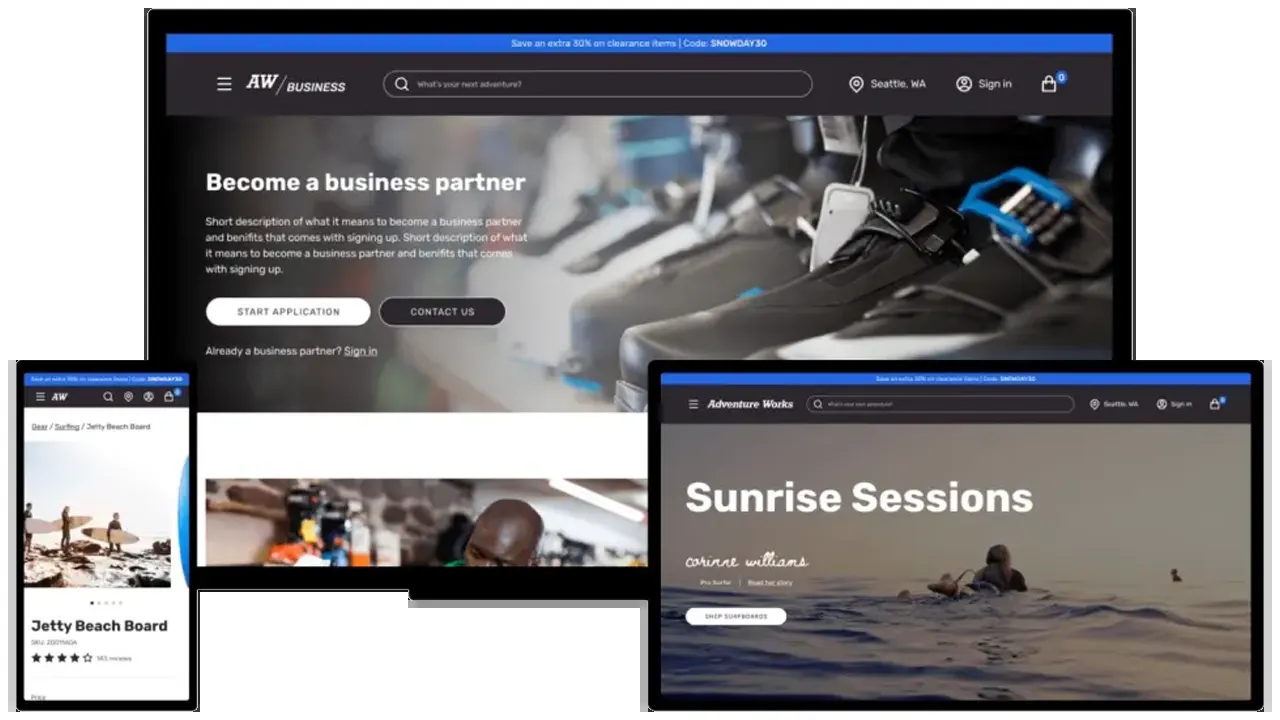 Save an extra 30% on clearance items | Code: SNOWDAY30
AW/BUSINESS
What's your next adventure?
Seattle, WA
Sign in
0
Become a business partner
Short description of what it means to become a business partner
and benifits that comes with signing up. Short description of what
it means to become a business partner and benifits that comes
with signing up.
START APPLICATION
CONTACT US
Already a business partner? Sign in
Save an extra 30% on clearance items | Code: SNOWDAY30
AW
Gear / Surfing / Jetty Beach Board
Jetty Beach Board
SKU:
143 reviews
Price
Save an extra 30% on clearance items | Code: SNOWDAY30
Adventure Works
What's your next adventure?
Seattle, WA
Sign in
Sunrise Sessions
corinne williams
Pro Surfer | Read her story
SHOP SURFBOARDS